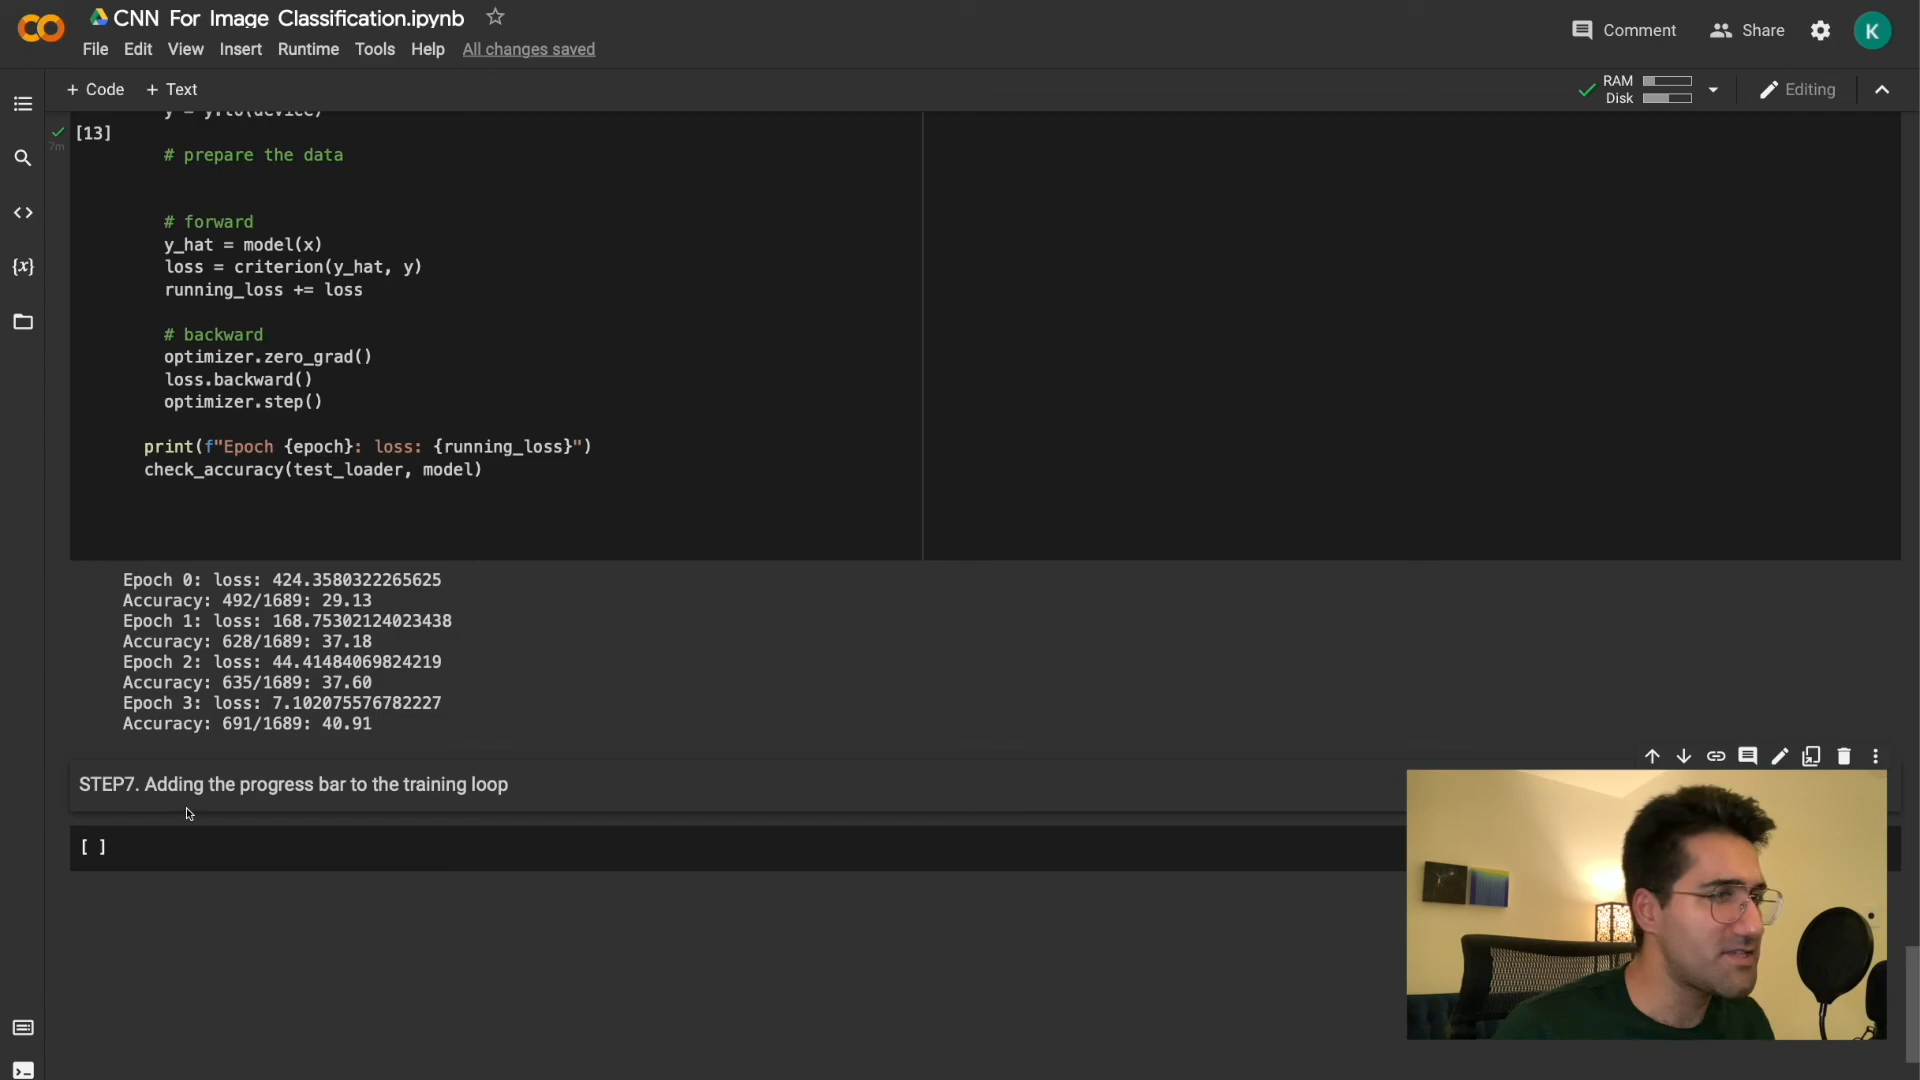 CNN For Image Classification.ipynb
File Edit View Insert Runtime Tools Help All changes saved
Comment Share K
+ Code + Text
RAM
Disk
Editing
y = y.to(device)
[13]
7m
# prepare the data
# forward
y_hat = model(x)
loss = criterion(y_hat, y)
running_loss += loss
# backward
optimizer.zero_grad()
loss.backward()
optimizer.step()
print(f"Epoch {epoch}: loss: {running_loss}")
check_accuracy(test_loader, model)
Epoch 0: loss: 424.3580322265625
Accuracy: 492/1689: 29.13
Epoch 1: loss: 168.75302124023438
Accuracy: 628/1689: 37.18
Epoch 2: loss: 44.41484069824219
Accuracy: 635/1689: 37.60
Epoch 3: loss: 7.102075576782227
Accuracy: 691/1689: 40.91
STEP7. Adding the progress bar to the training loop
[ ]